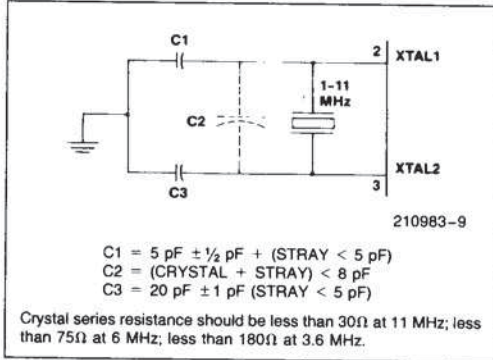 C1
2 XTAL1
1-11
MHz
C2
XTAL2
3
C3
210983-9
C1 = 5 pF ± ½ pF + (STRAY < 5 pF)
C2 = (CRYSTAL + STRAY) < 8 pF
C3 = 20 pF ± 1 pF (STRAY < 5 pF)
Crystal series resistance should be less than 30Ω at 11 MHz; less
than 75Ω at 6 MHz; less than 180Ω at 3.6 MHz.